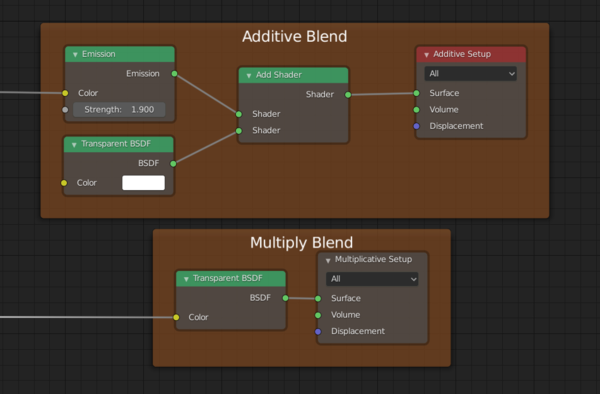 Additive Blend
Emission
Emission
Color
Strength: 1.900
Transparent BSDF
BSDF
Color
Add Shader
Shader
Shader
Shader
Additive Setup
All
Surface
Volume
Displacement
Multiply Blend
Transparent BSDF
BSDF
Color
Multiplicative Setup
All
Surface
Volume
Displacement